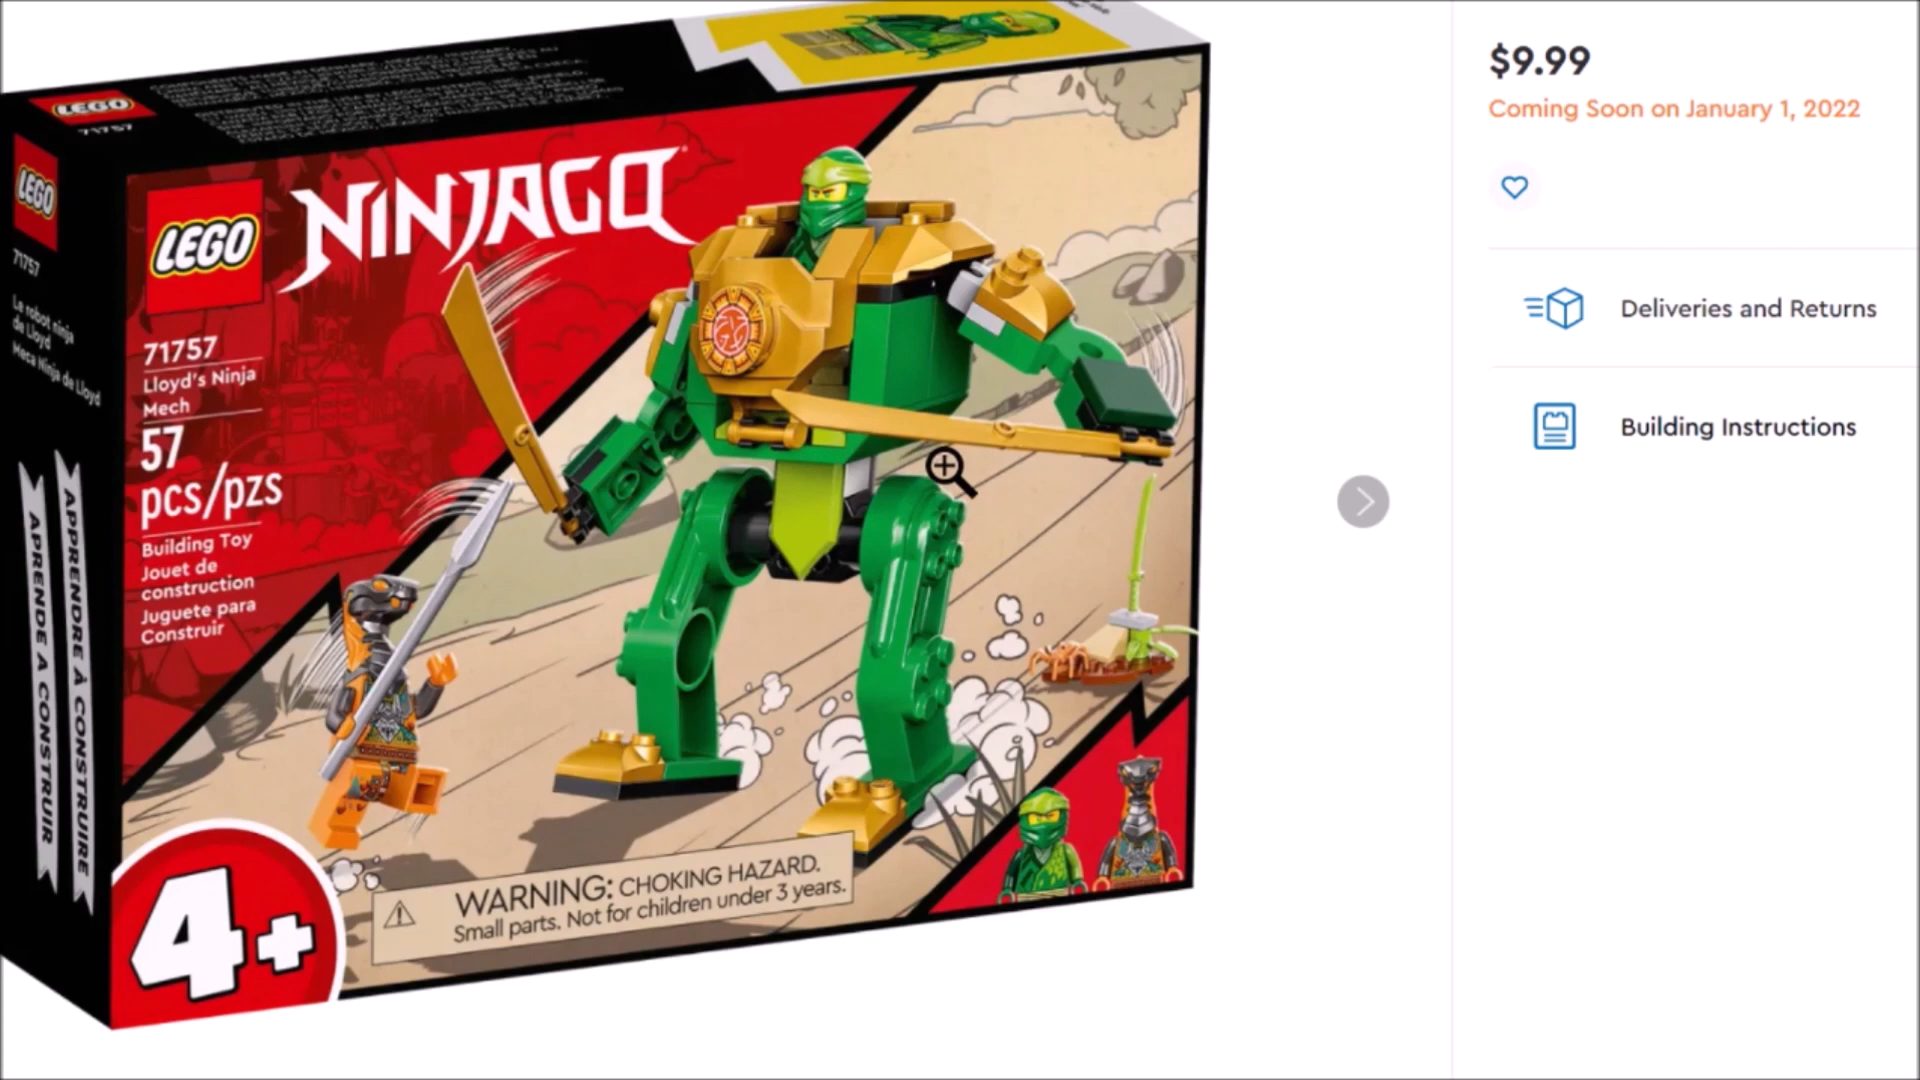 LEGO
71757
LEGO
71757
Le robot ninja
de Lloyd
Meca Ninja de Lloyd
APPRENDRE À CONSTRUIRE
APRENDE A CONSTRUIR
LEGO
NINJAGO
71757
Lloyd's Ninja
Mech
57
pcs/pzs
Building Toy
Jouet de
construction
Juguete para
Construir
4+
WARNING: CHOKING HAZARD.
Small parts. Not for children under 3 years.
$9.99
Coming Soon on January 1, 2022
Deliveries and Returns
Building Instructions